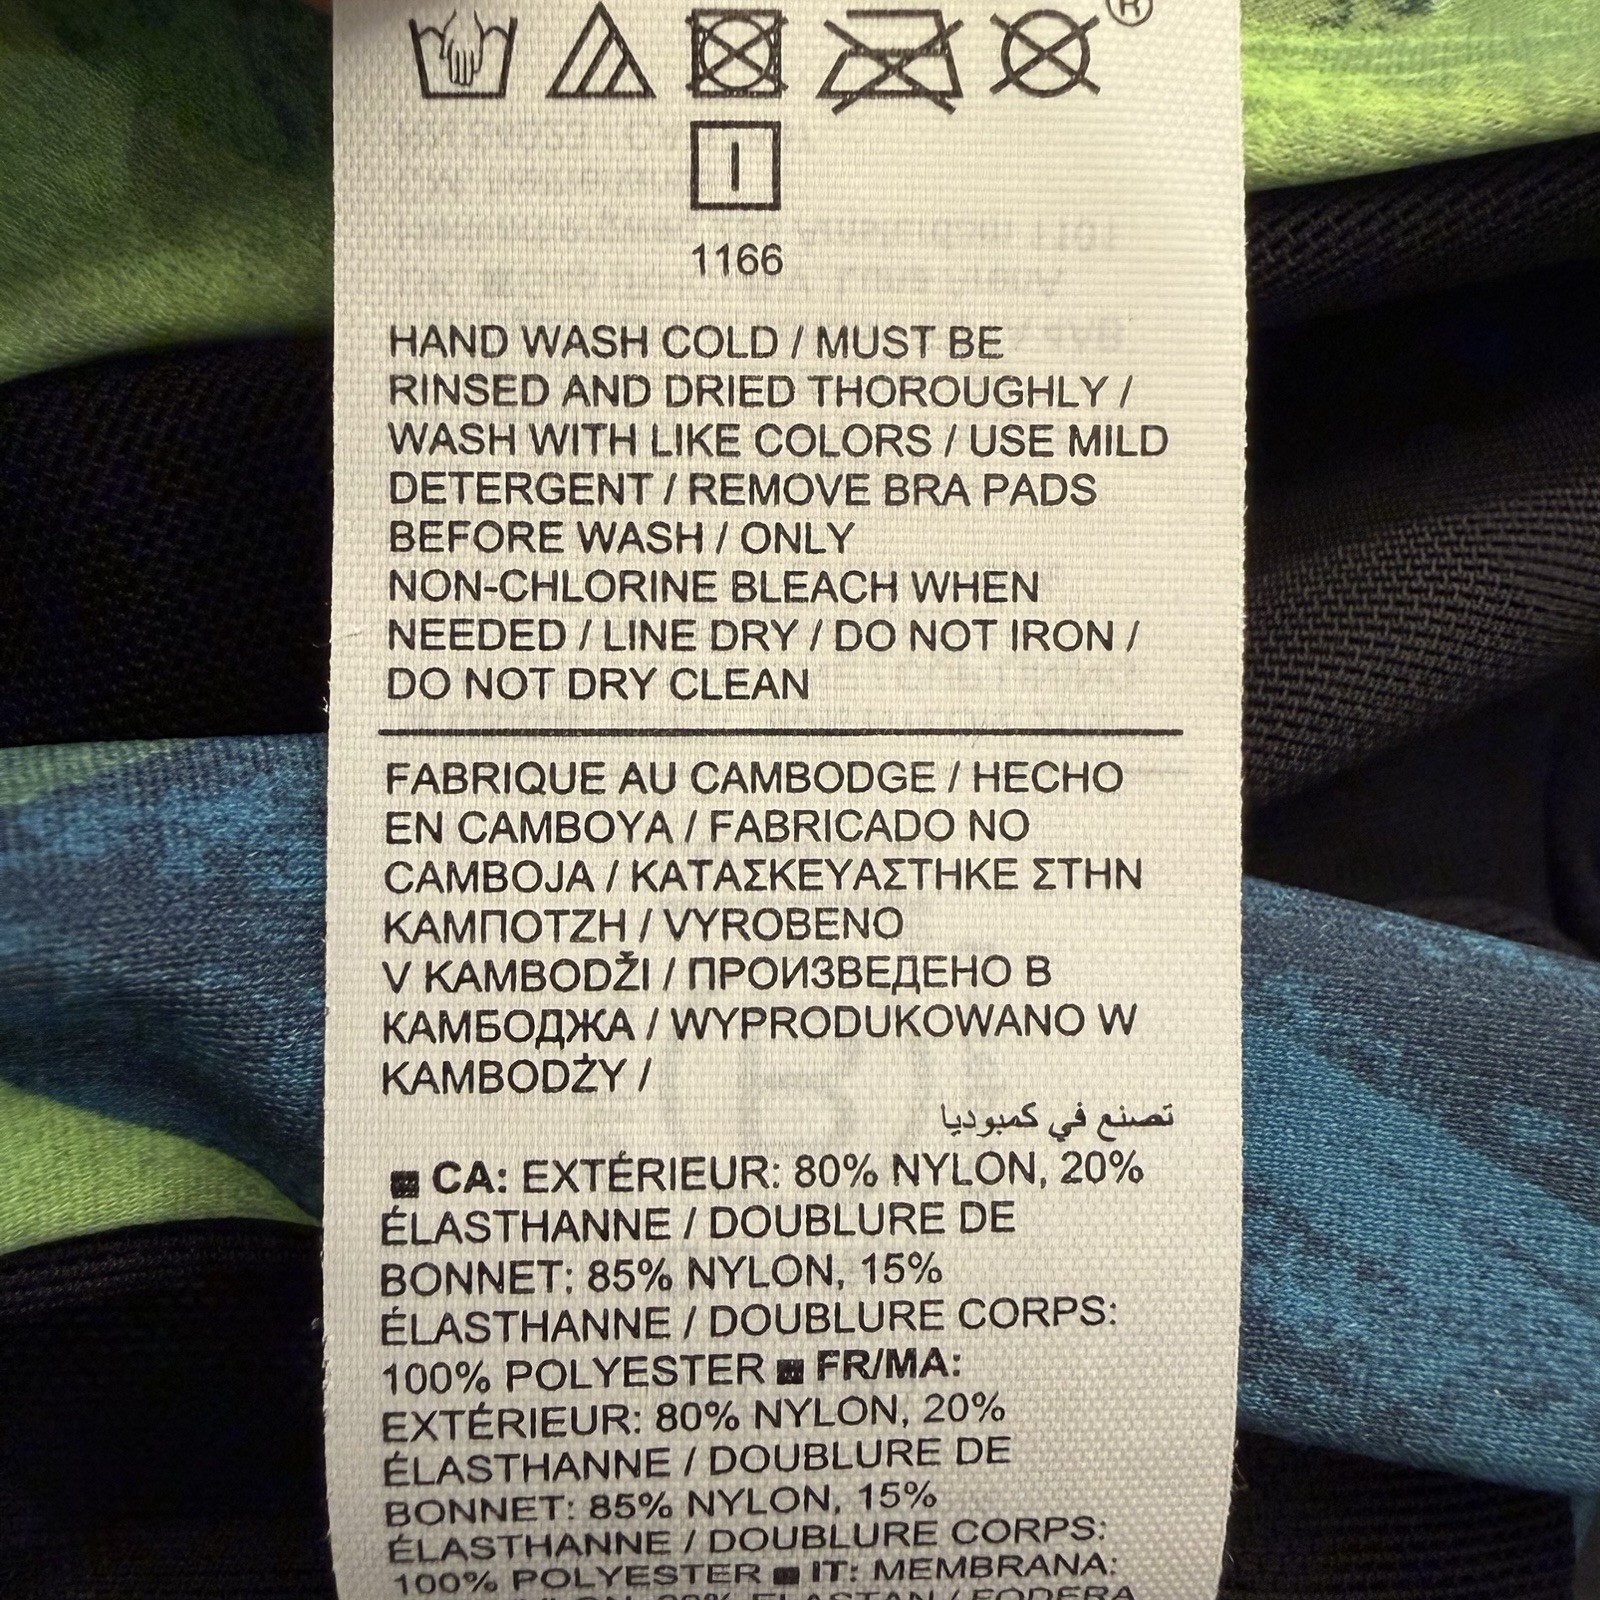 ®
1166
HAND WASH COLD / MUST BE
RINSED AND DRIED THOROUGHLY /
WASH WITH LIKE COLORS / USE MILD
DETERGENT / REMOVE BRA PADS
BEFORE WASH / ONLY
NON-CHLORINE BLEACH WHEN
NEEDED / LINE DRY / DO NOT IRON /
DO NOT DRY CLEAN
FABRIQUE AU CAMBODGE / HECHO
EN CAMBOYA / FABRICADO NO
CAMBOJA / ΚΑΤΑΣΚΕΥΑΣΤΗΚΕ ΣΤΗΝ
ΚΑΜΠΟΤΖΗ / VYROBENO
V KAMBODŽI / ПРОИЗВЕДЕНО В
КАМБОДЖА / WYPRODUKOWANO W
KAMBODŻY /
تصنع في كمبوديا
CA: EXTÉRIEUR: 80% NYLON, 20%
ÉLASTHANNE / DOUBLURE DE
BONNET: 85% NYLON, 15%
ÉLASTHANNE / DOUBLURE CORPS:
100% POLYESTER FR/MA:
EXTÉRIEUR: 80% NYLON, 20%
ÉLASTHANNE / DOUBLURE DE
BONNET: 85% NYLON, 15%
ÉLASTHANNE / DOUBLURE CORPS:
100% POLYESTER IT: MEMBRANA:
ELASTAN / FODERA